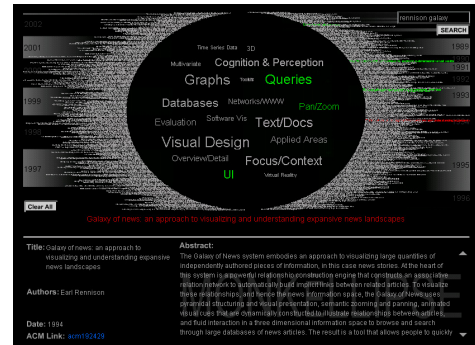 2002
rennison galaxy
SEARCH
2001
Time Series Data
3D
1999
Multivariate
Cognition & Perception
1991
Graphs
Toolkits
Queries
1999
Databases
Networks/WWW
Pan/Zoom
1993
Evaluation
Software Vis
Text/Docs
1998
Visual Design
Applied Areas
Overview/Detail
Focus/Context
1995
1997
UI
Virtual Reality
1996
Clear All
Galaxy of news: an approach to visualizing and understanding expansive news landscapes
Title: Galaxy of news: an approach to
visualizing and understanding expansive
news landscapes
Authors: Earl Rennison
Date: 1994
ACM Link: acm192429
Abstract:
The Galaxy of News system embodies an approach to visualizing large quantities of
independently authored pieces of information, in this case news stories. At the heart of
this system is a powerful relationship construction engine that constructs an associative
relation network to automatically build implicit links between related articles. To visualize
these relationships, and hence the news information space, the Galaxy of News uses
pyramidal structuring and visual presentation, semantic zooming and panning, animated
visual cues that are dynamically constructed to illustrate relationships between articles,
and fluid interaction in a three dimensional information space to browse and search
through large databases of news articles. The result is a tool that allows people to quickly